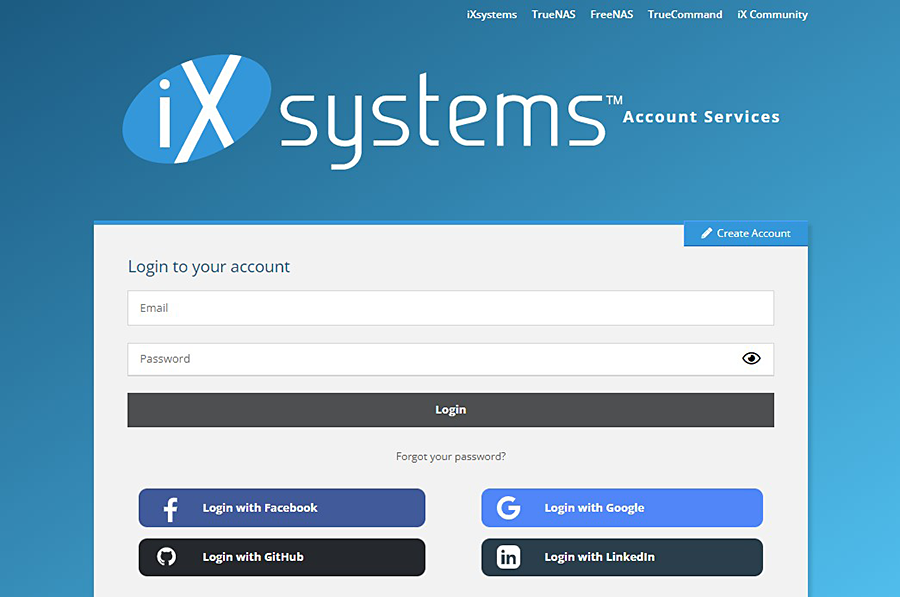 iXsystems TrueNAS FreeNAS TrueCommand iX Community
iX systems™ Account Services
Create Account
Login to your account
Email
Password
Login
Forgot your password?
Login with Facebook Login with Google
Login with GitHub Login with LinkedIn